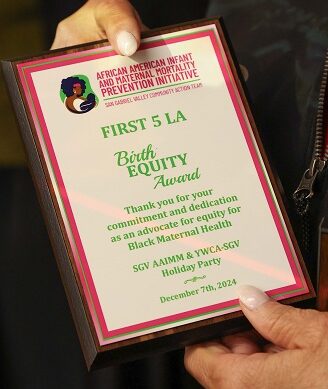 AFRICAN AMERICAN INFANT
AND MATERNAL MORTALITY
PREVENTION INITIATIVE
SAN GABRIEL VALLEY COMMUNITY ACTION TEAM
FIRST 5 LA
Birth
EQUITY
Award
Thank you for your
commitment and dedication
as an advocate for equity for
Black Maternal Health
SGV AAIMM & YWCA-SGV
Holiday Party
December 7th, 2024